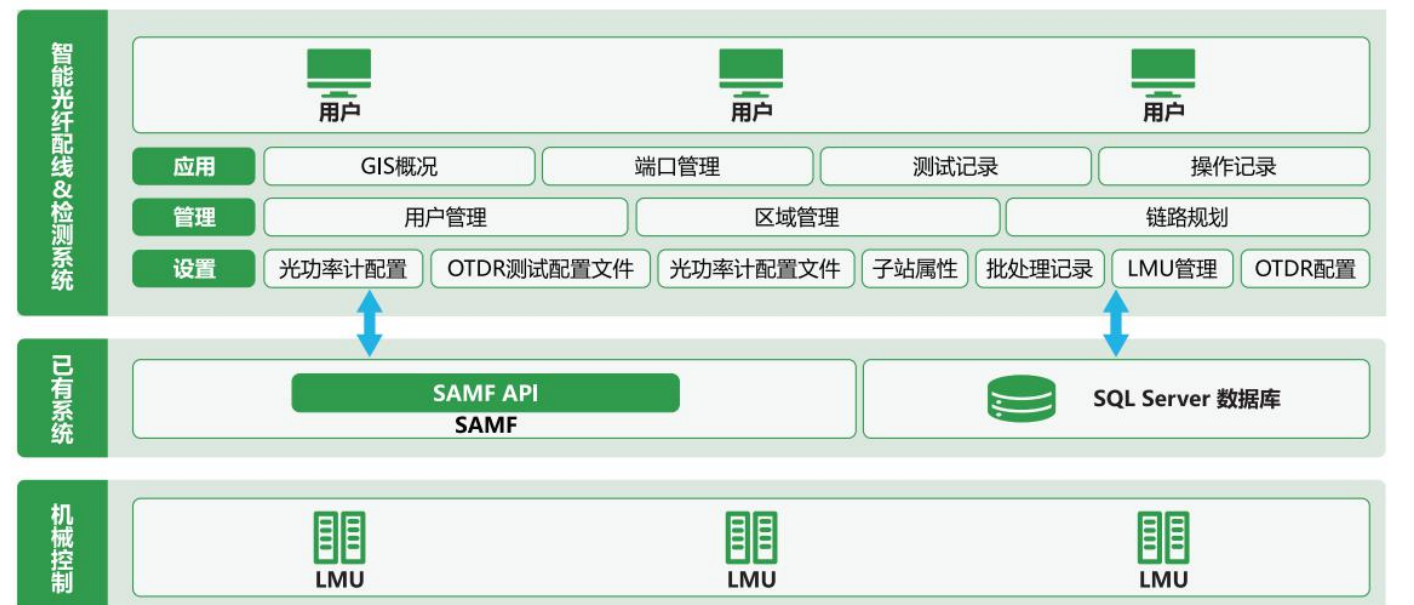 智能光纤配线&检测系统
用户 用户 用户
应用 GIS概况 端口管理 测试记录 操作记录
管理 用户管理 区域管理 链路规划
设置 光功率计配置 OTDR测试配置文件 光功率计配置文件 子站属性 批处理记录 LMU管理 OTDR配置
已有系统
SAMF API
SAMF
SQL Server 数据库
机械控制
LMU LMU LMU